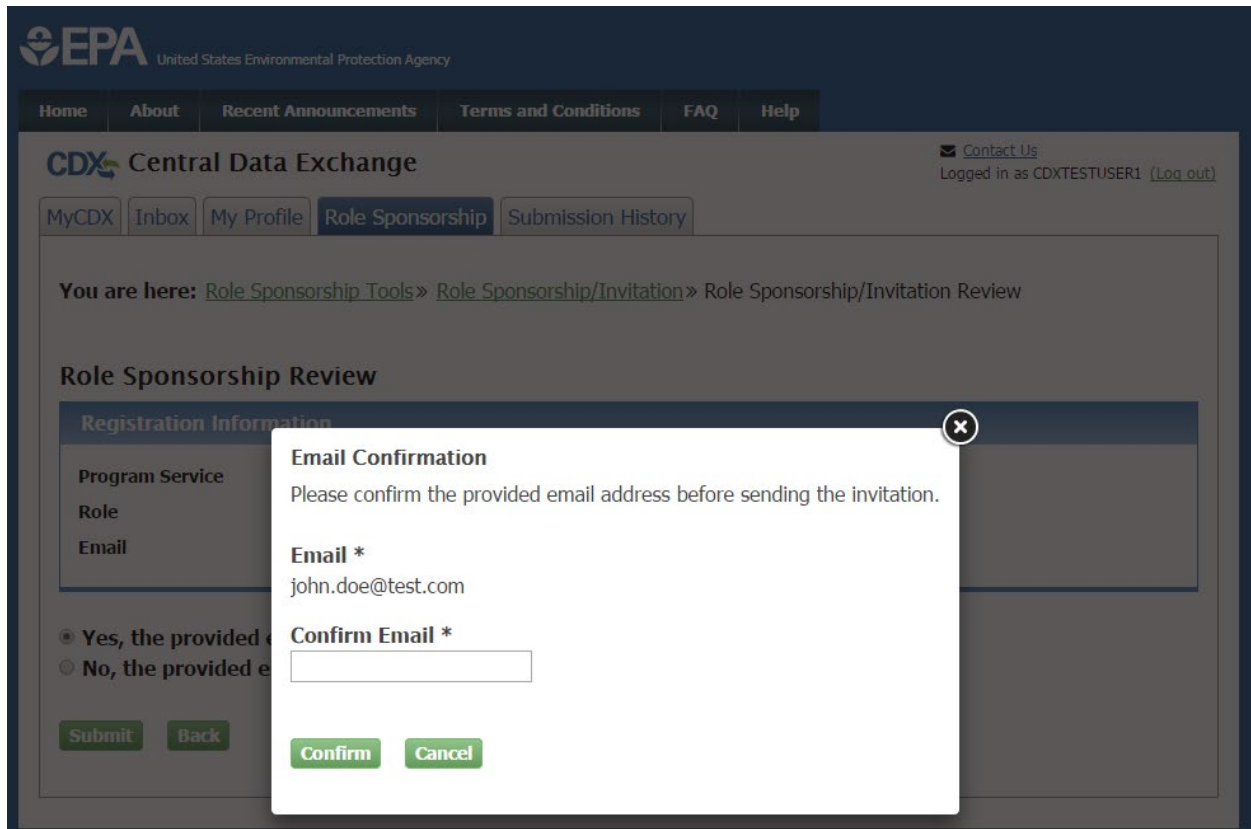 EPA United States Environmental Protection Agency
Home About Recent Announcements Terms and Conditions FAQ Help
CDX Central Data Exchange
Contact Us
Logged in as CDXTESTUSER1 (Log out)
MyCDX Inbox My Profile Role Sponsorship Submission History
You are here: Role Sponsorship Tools» Role Sponsorship/Invitation» Role Sponsorship/Invitation Review
Role Sponsorship Review
Registration Information
Program Service
Role
Email
Yes, the provided
No, the provided
Submit Back
Email Confirmation
Please confirm the provided email address before sending the invitation.
Email *
john.doe@test.com
Confirm Email *
Confirm Cancel